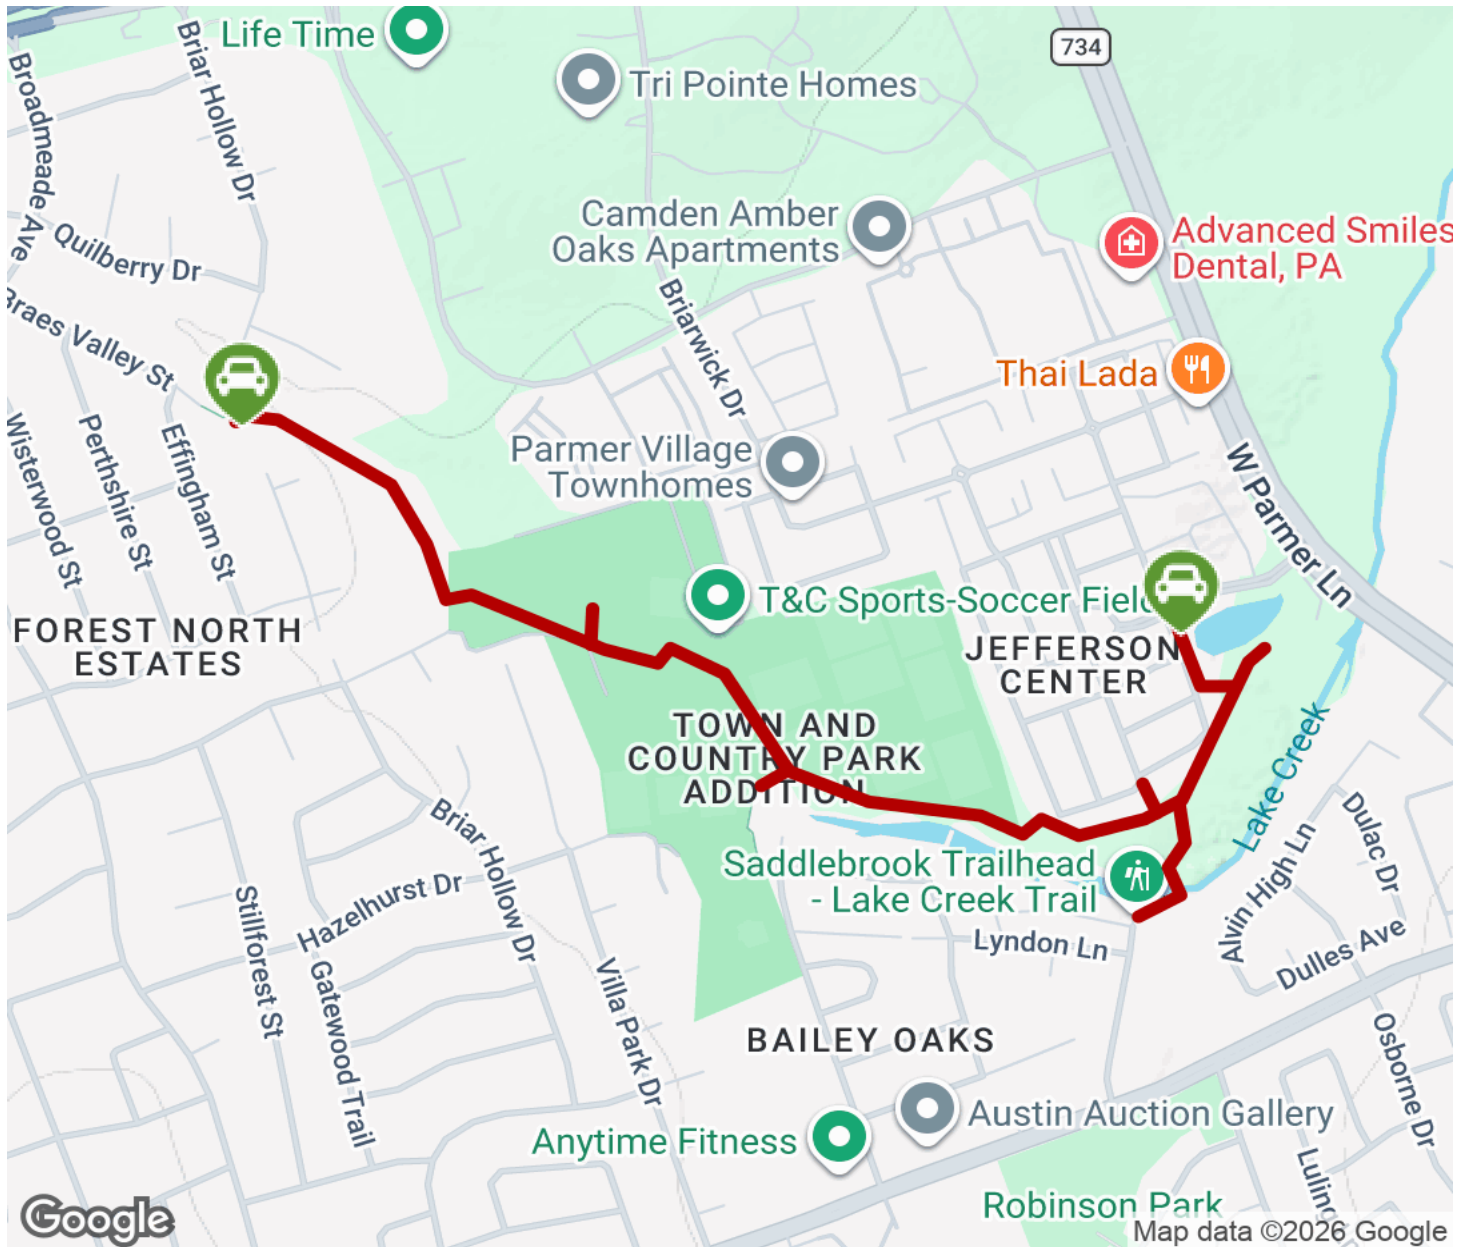 Life Time
Tri Pointe Homes
734
Broadmeade Ave
Briar Hollow Dr
Quilberry Dr
Camden Amber
Oaks Apartments
Advanced Smiles
Dental, PA
Braes Valley St
Briarwick Dr
Thai Lada
Wisterwood St
Perthshire St
Effingham St
Parmer Village
Townhomes
W Parmer Ln
T&C Sports-Soccer Field
FOREST NORTH
ESTATES
JEFFERSON
CENTER
TOWN AND
COUNTRY PARK
ADDITION
Lake Creek
Briar Hollow Dr
Dulac Dr
Alvin High Ln
Saddlebrook Trailhead
- Lake Creek Trail
Hazelhurst Dr
Stillforest St
Gatewood Trail
Lyndon Ln
Dulles Ave
Villa Park Dr
BAILEY OAKS
Osborne Dr
Austin Auction Gallery
Anytime Fitness
Luling
Robinson Park
Google
Map data ©2026 Google